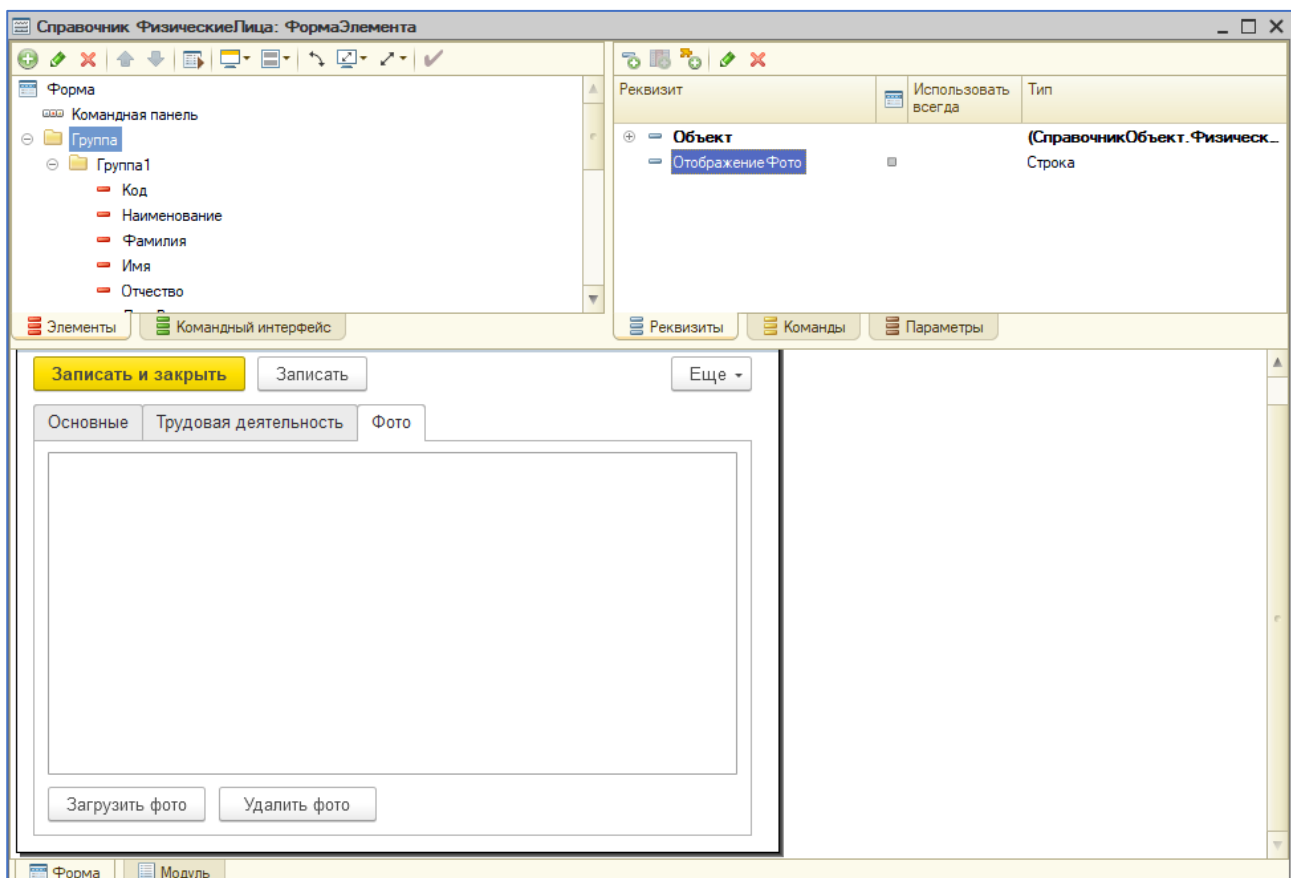 Справочник ФизическиеЛица: ФормаЭлемента
Форма
Командная панель
Группа
Группа1
Код
Наименование
Фамилия
Имя
Отчество
Элементы
Командный интерфейс
Реквизит
Использовать всегда
Тип
Объект
(СправочникОбъект.Физическ...
ОтображениеФото
Строка
Реквизиты
Команды
Параметры
Записать и закрыть
Записать
Еще
Основные
Трудовая деятельность
Фото
Загрузить фото
Удалить фото
Форма
Модуль